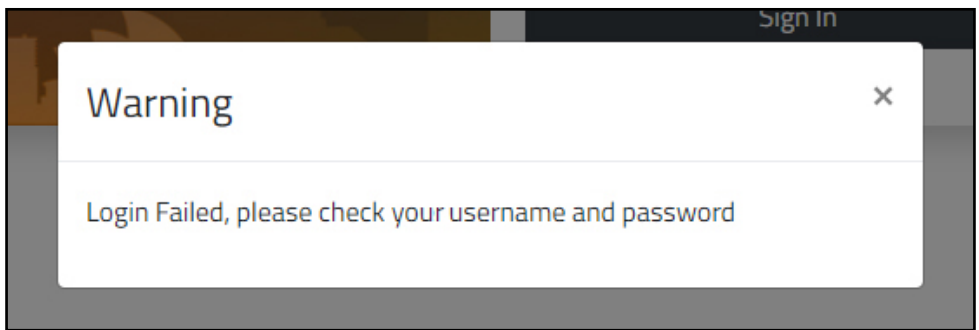 Sign In
Warning
×
Login Failed, please check your username and password